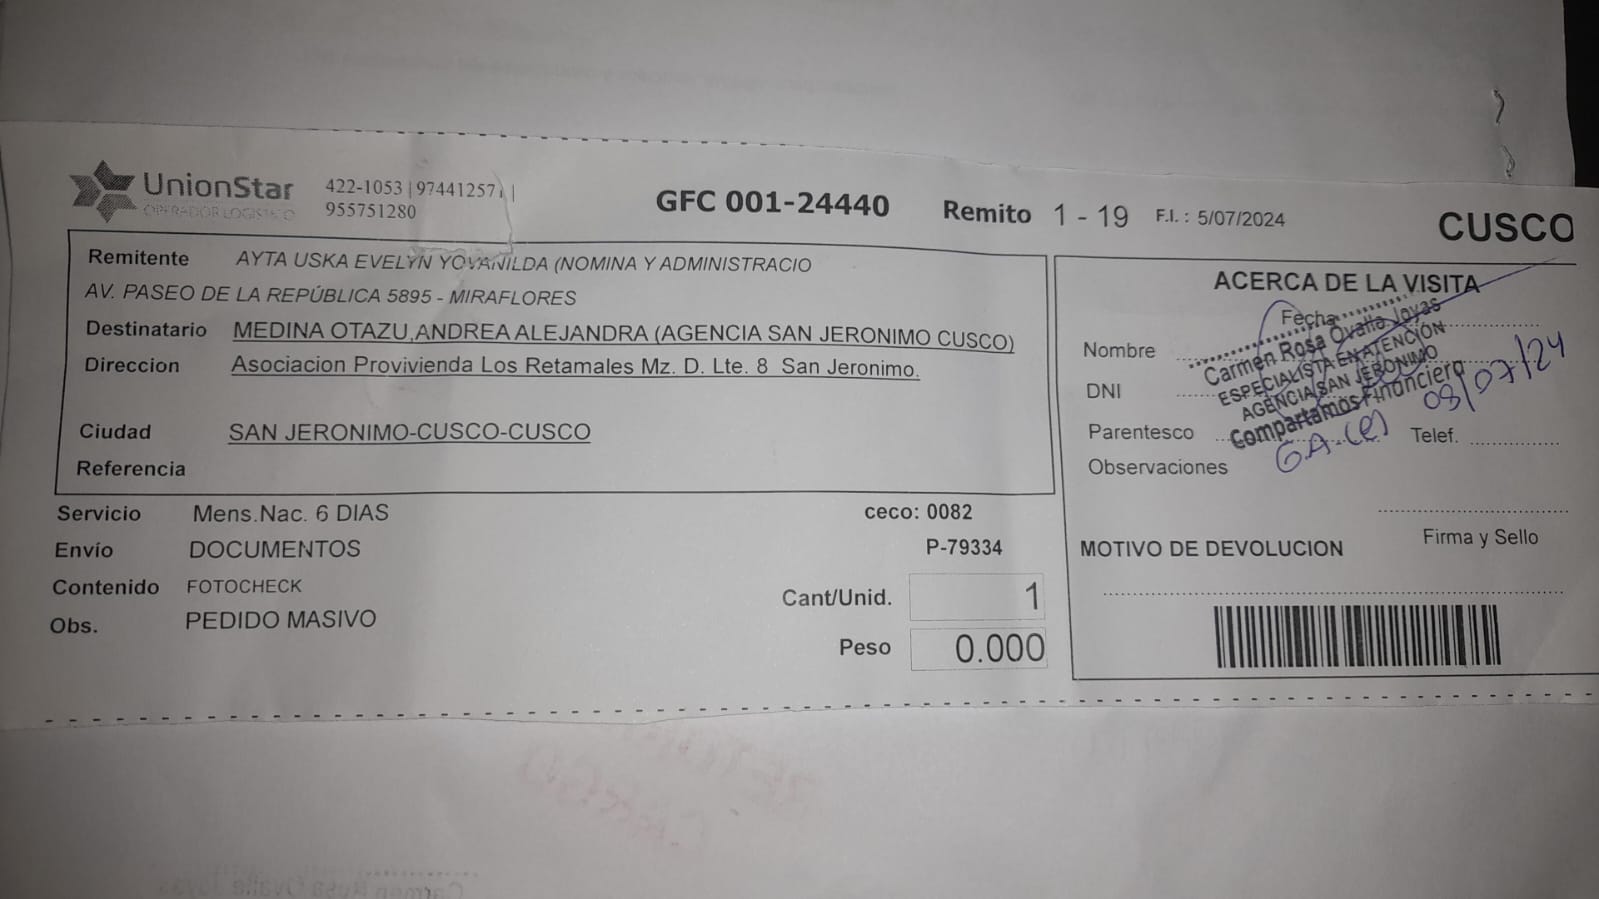 UnionStar
OPERADOR LOGISTICO
422-1053 | 974412571 |
955751280
GFC 001-24440
Remito 1 - 19 F.I. : 5/07/2024
CUSCO
Remitente AYTA USKA EVELYN YOVANILDA (NOMINA Y ADMINISTRACIO
AV. PASEO DE LA REPÚBLICA 5895 - MIRAFLORES
Destinatario MEDINA OTAZU,ANDREA ALEJANDRA (AGENCIA SAN JERONIMO CUSCO)
Direccion Asociacion Provivienda Los Retamales Mz. D. Lte. 8 San Jeronimo.
Ciudad SAN JERONIMO-CUSCO-CUSCO
Referencia
Servicio Mens.Nac. 6 DIAS ceco: 0082
Envío DOCUMENTOS P-79334
Contenido FOTOCHECK
Obs. PEDIDO MASIVO
Cant/Unid. 1
Peso 0.000
ACERCA DE LA VISITA
Fecha
Nombre
DNI
Parentesco
Telef.
Observaciones
Carmen Rosa Ovalla Joyas
ESPECIALISTA EN ATENCIÓN
AGENCIA SAN JERONIMO
Compartamos Financiera
G.A.(e) 08/07/24
Firma y Sello
MOTIVO DE DEVOLUCION